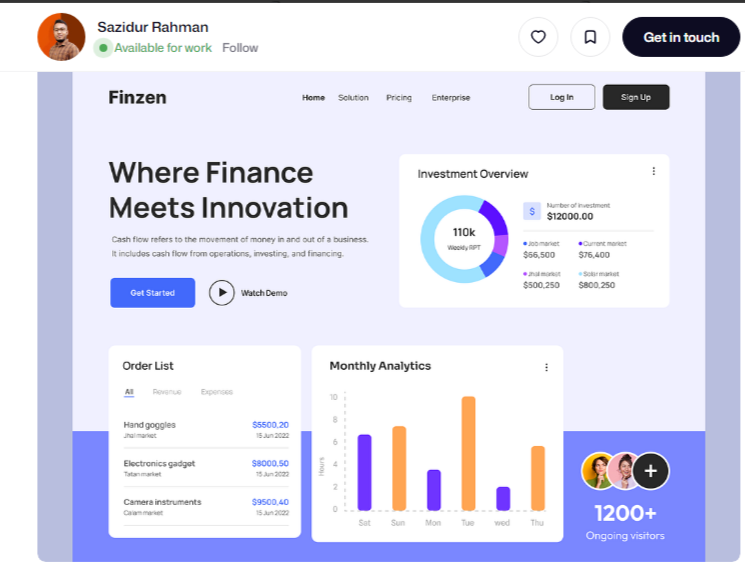 Sazidur Rahman
Available for work Follow
Get in touch
Finzen
Home Solution Pricing Enterprise
Log In
Sign Up
Where Finance
Meets Innovation
Cash flow refers to the movement of money in and out of a business.
It includes cash flow from operations, investing, and financing.
Get Started
Watch Demo
Investment Overview
110k
Weekly RPT
$
Number of Investment
$12000.00
Job market
$66,500
Current market
$76,400
Jhal market
$500,250
Solar market
$800,250
Order List
All Revenue Expenses
Hand goggles $5500,20
Jhal market 15 Jun 2022
Electronics gadget $8000,50
Tatan market 15 Jun 2022
Camera instruments $9500,40
Calam market 15 Jun 2022
Monthly Analytics
Hours
10
8
6
4
2
0
Sat Sun Mon Tue wed Thu
1200+
Ongoing visitors